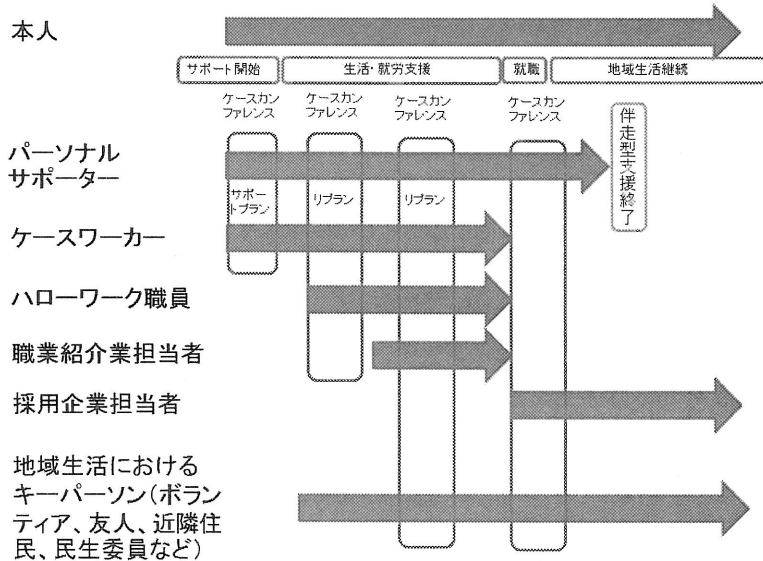 本人
サポート開始
生活・就労支援
就職
地域生活継続
ケースカン
ファレンス
ケースカン
ファレンス
ケースカン
ファレンス
ケースカン
ファレンス
伴走型支援終了
パーソナル
サポーター
サポー
トプラン
リプラン
リプラン
ケースワーカー
ハローワーク職員
職業紹介業担当者
採用企業担当者
地域生活における
キーパーソン(ボラン
ティア、友人、近隣住
民、民生委員など)